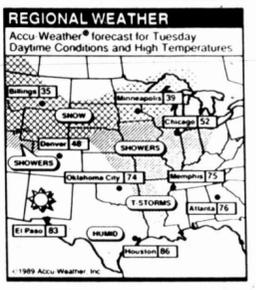 REGIONAL WEATHER
Accu-Weather® forecast for Tuesday
Daytime Conditions and High Temperatures
Billings 35
Minneapolis 39
SNOW
Chicago 52
Denver 48
SHOWERS
SHOWERS
Oklahoma City 74
Memphis 75
T-STORMS
Atlanta 76
El Paso 83
HUMID
Houston 86
©1989 Accu Weather, Inc